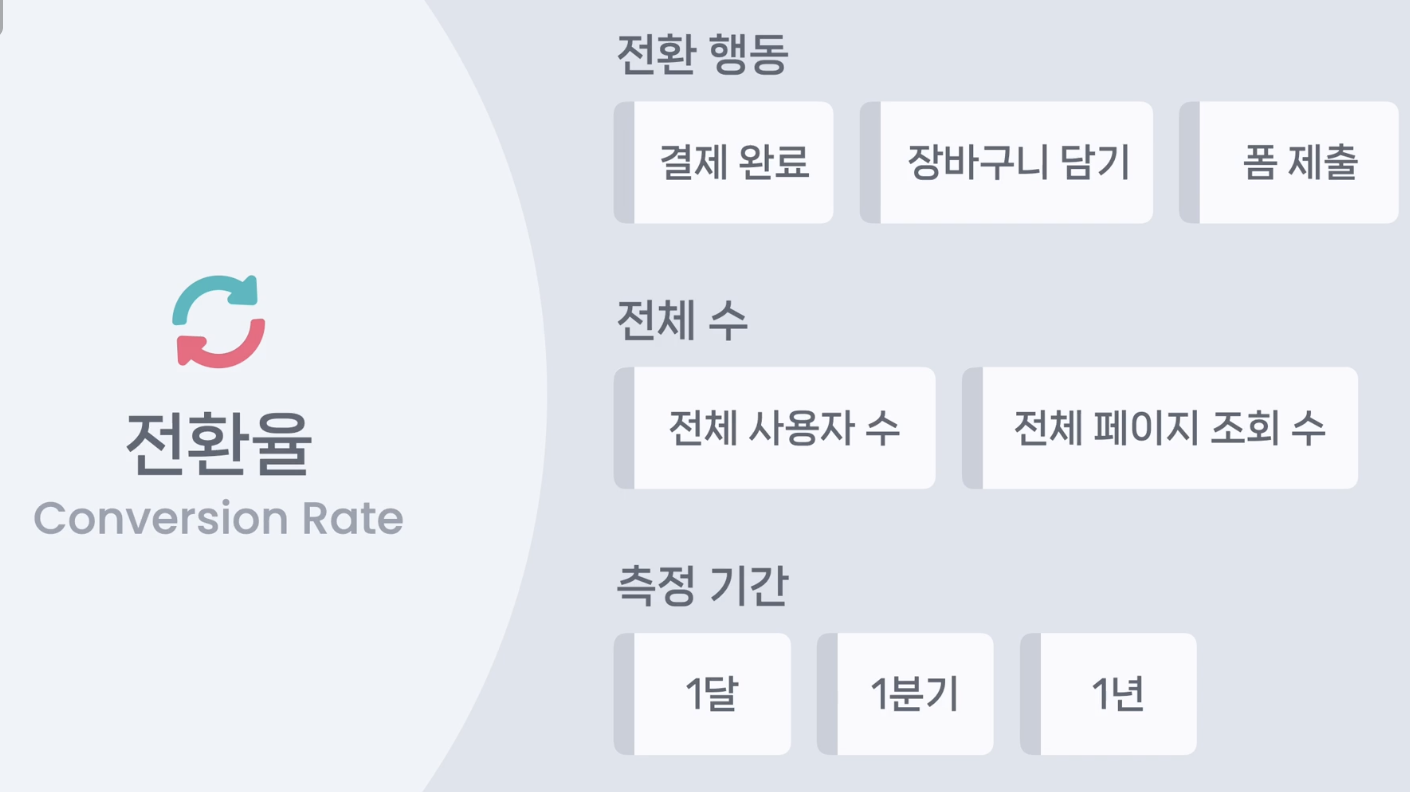 전환율
Conversion Rate
전환 행동
결제 완료
장바구니 담기
폼 제출
전체 수
전체 사용자 수
전체 페이지 조회 수
측정 기간
1달
1분기
1년